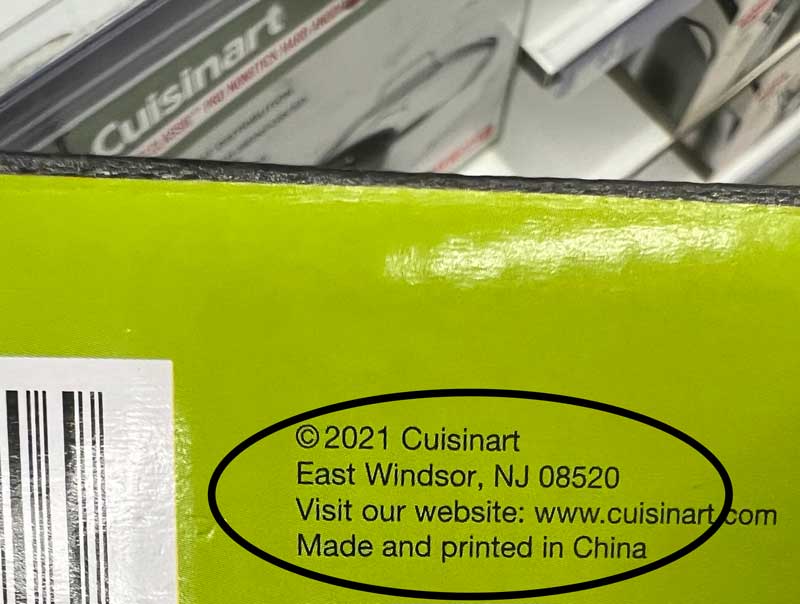 Cuisinart
© 2021 Cuisinart
East Windsor, NJ 08520
Visit our website: www.cuisinart.com
Made and printed in China